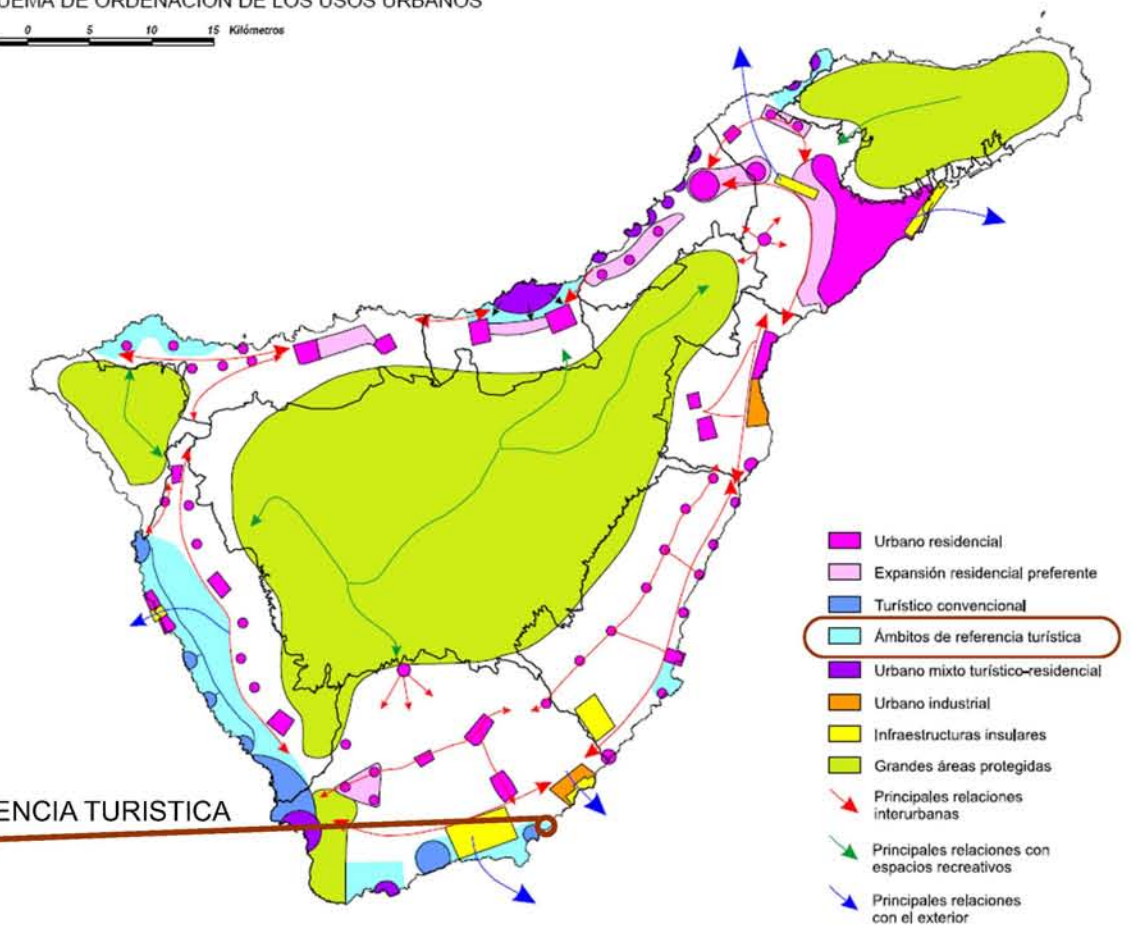 DE ORDENACIÓN DE LOS USOS URBANOS
0 5 10 15 Kilómetros
Urbano residencial
Expansión residencial preferente
Turístico convencional
Ámbitos de referencia turística
Urbano mixto turístico-residencial
Urbano industrial
Infraestructuras insulares
Grandes áreas protegidas
Principales relaciones
interurbanas
Principales relaciones con
espacios recreativos
Principales relaciones
con el exterior
ENCIA TURISTICA